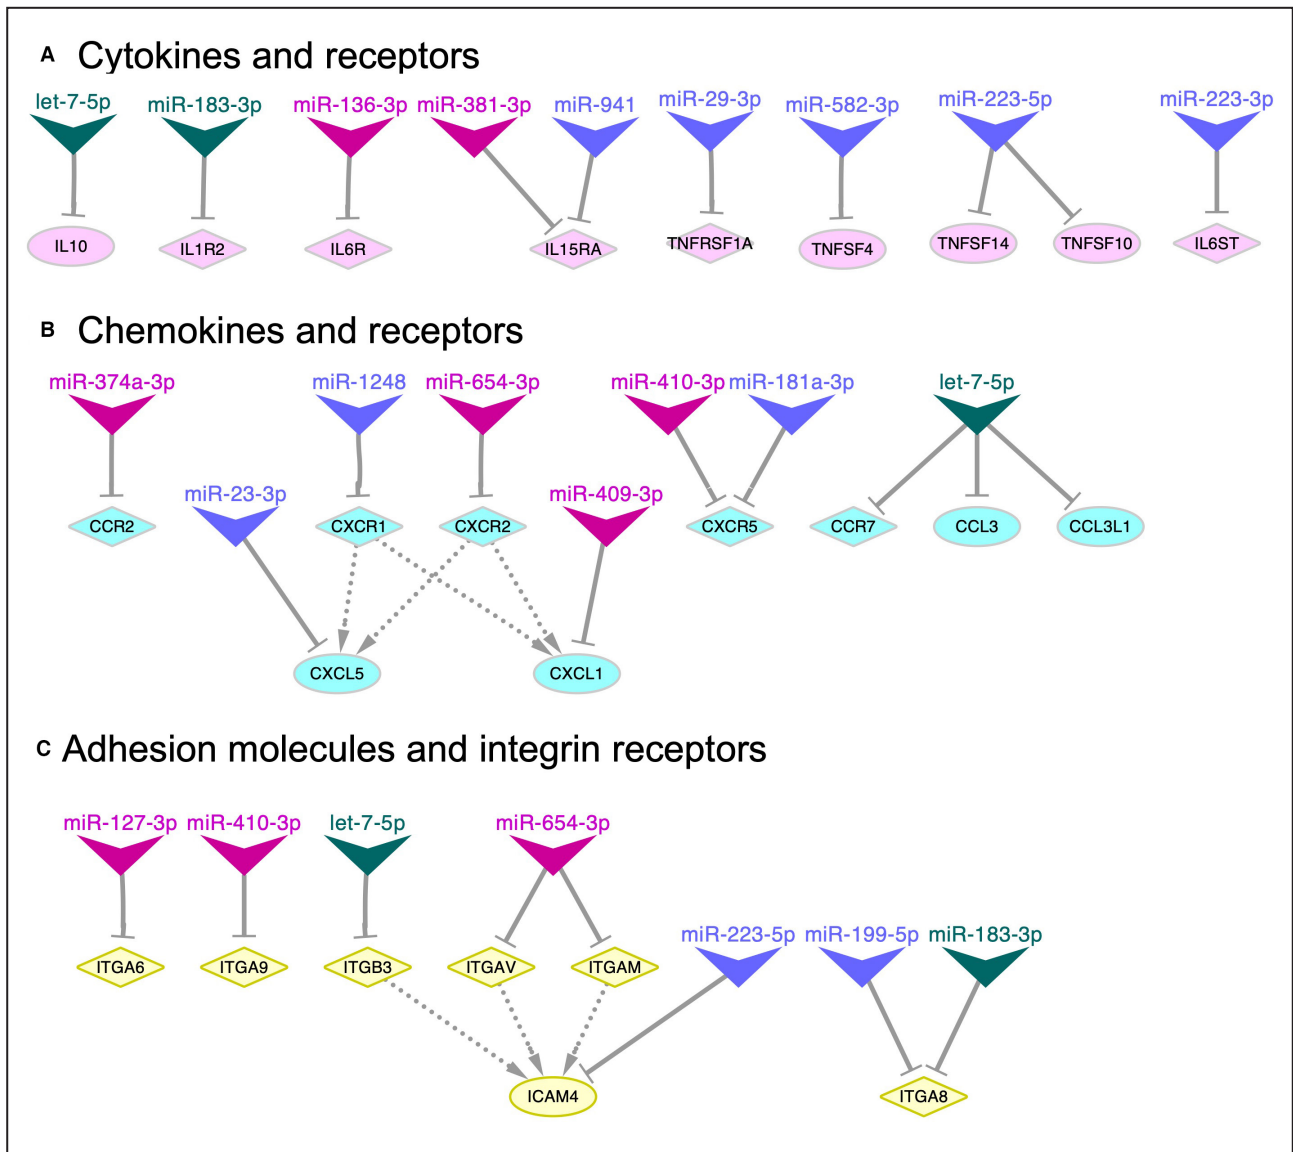 A Cytokines and receptors
let-7-5p miR-183-3p miR-136-3p miR-381-3p miR-941 miR-29-3p miR-582-3p miR-223-5p miR-223-3p
IL10 IL1R2 IL6R IL15RA TNFRSF1A TNFSF4 TNFSF14 TNFSF10 IL6ST
B Chemokines and receptors
miR-374a-3p miR-1248 miR-654-3p miR-410-3p miR-181a-3p let-7-5p
miR-23-3p miR-409-3p
CCR2 CXCR1 CXCR2 CXCR5 CCR7 CCL3 CCL3L1
CXCL5 CXCL1
C Adhesion molecules and integrin receptors
miR-127-3p miR-410-3p let-7-5p miR-654-3p
miR-223-5p miR-199-5p miR-183-3p
ITGA6 ITGA9 ITGB3 ITGAV ITGAM
ICAM4 ITGA8